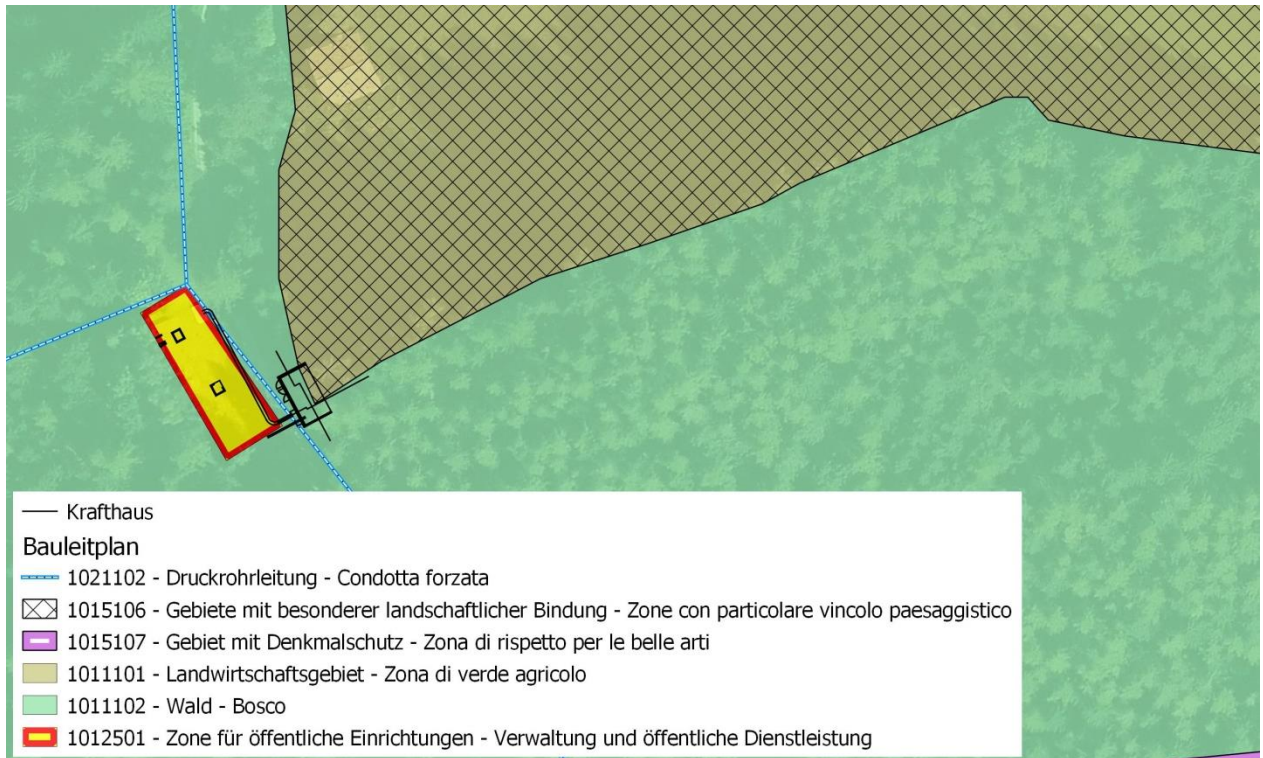 Krafthaus
Bauleitplan
1021102 - Druckrohrleitung - Condotta forzata
1015106 - Gebiete mit besonderer landschaftlicher Bindung - Zone con particolare vincolo paesaggistico
1015107 - Gebiet mit Denkmalschutz - Zona di rispetto per le belle arti
1011101 - Landwirtschaftsgebiet - Zona di verde agricolo
1011102 - Wald - Bosco
1012501 - Zone für öffentliche Einrichtungen - Verwaltung und öffentliche Dienstleistung